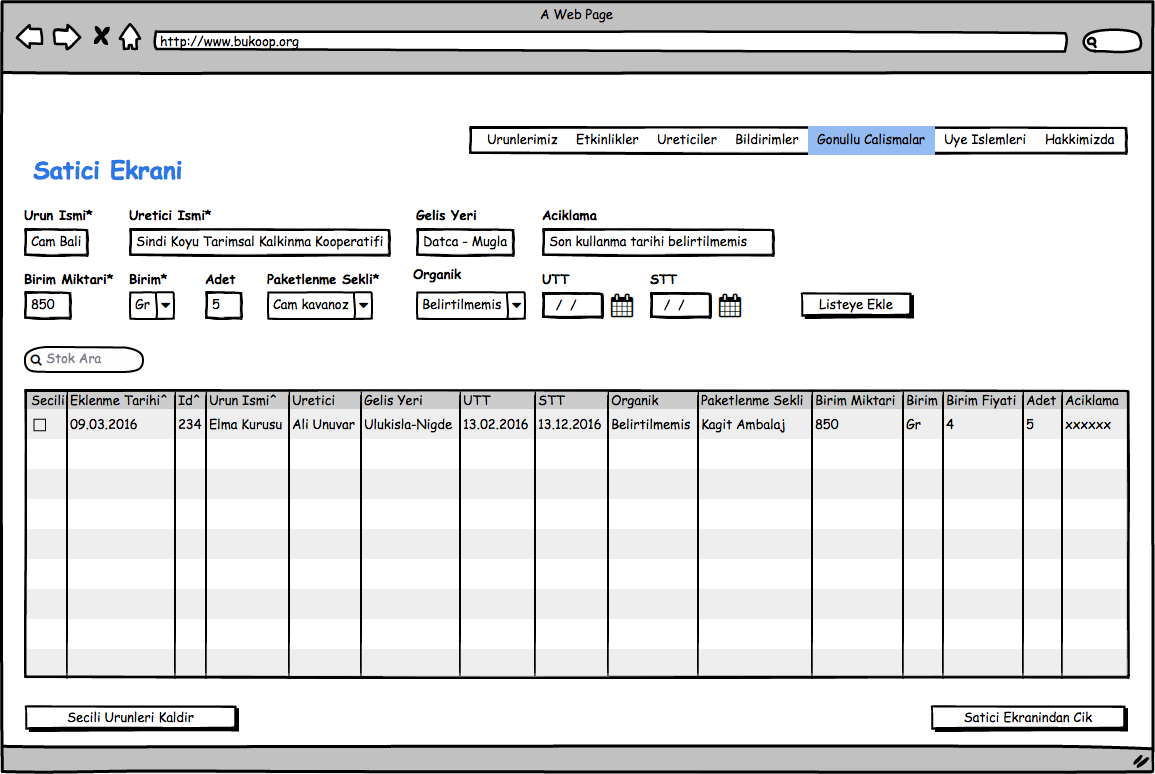 A Web Page
http://www.bukoop.org
Urunlerimiz Etkinlikler Ureticiler Bildirimler Gonullu Calismalar Uye Islemleri Hakkimizda
Satici Ekrani
Urun Ismi* Uretici Ismi* Gelis Yeri Aciklama
Cam Bali Sindi Koyu Tarimsal Kalkinma Kooperatifi Datca - Mugla Son kullanma tarihi belirtilmemis
Birim Miktari* Birim* Adet Paketlenme Sekli* Organik UTT STT
850 Gr 5 Cam kavanoz Belirtilmemis / / / / Listeye Ekle
Stok Ara
Secili Eklenme Tarihi^ Id^ Urun Ismi^ Uretici Gelis Yeri UTT STT Organik Paketlenme Sekli Birim Miktari Birim Birim Fiyati Adet Aciklama
09.03.2016 234 Elma Kurusu Ali Unuvar Ulukisla-Nigde 13.02.2016 13.12.2016 Belirtilmemis Kagit Ambalaj 850 Gr 4 5 xxxxxx
Secili Urunleri Kaldir Satici Ekranindan Cik